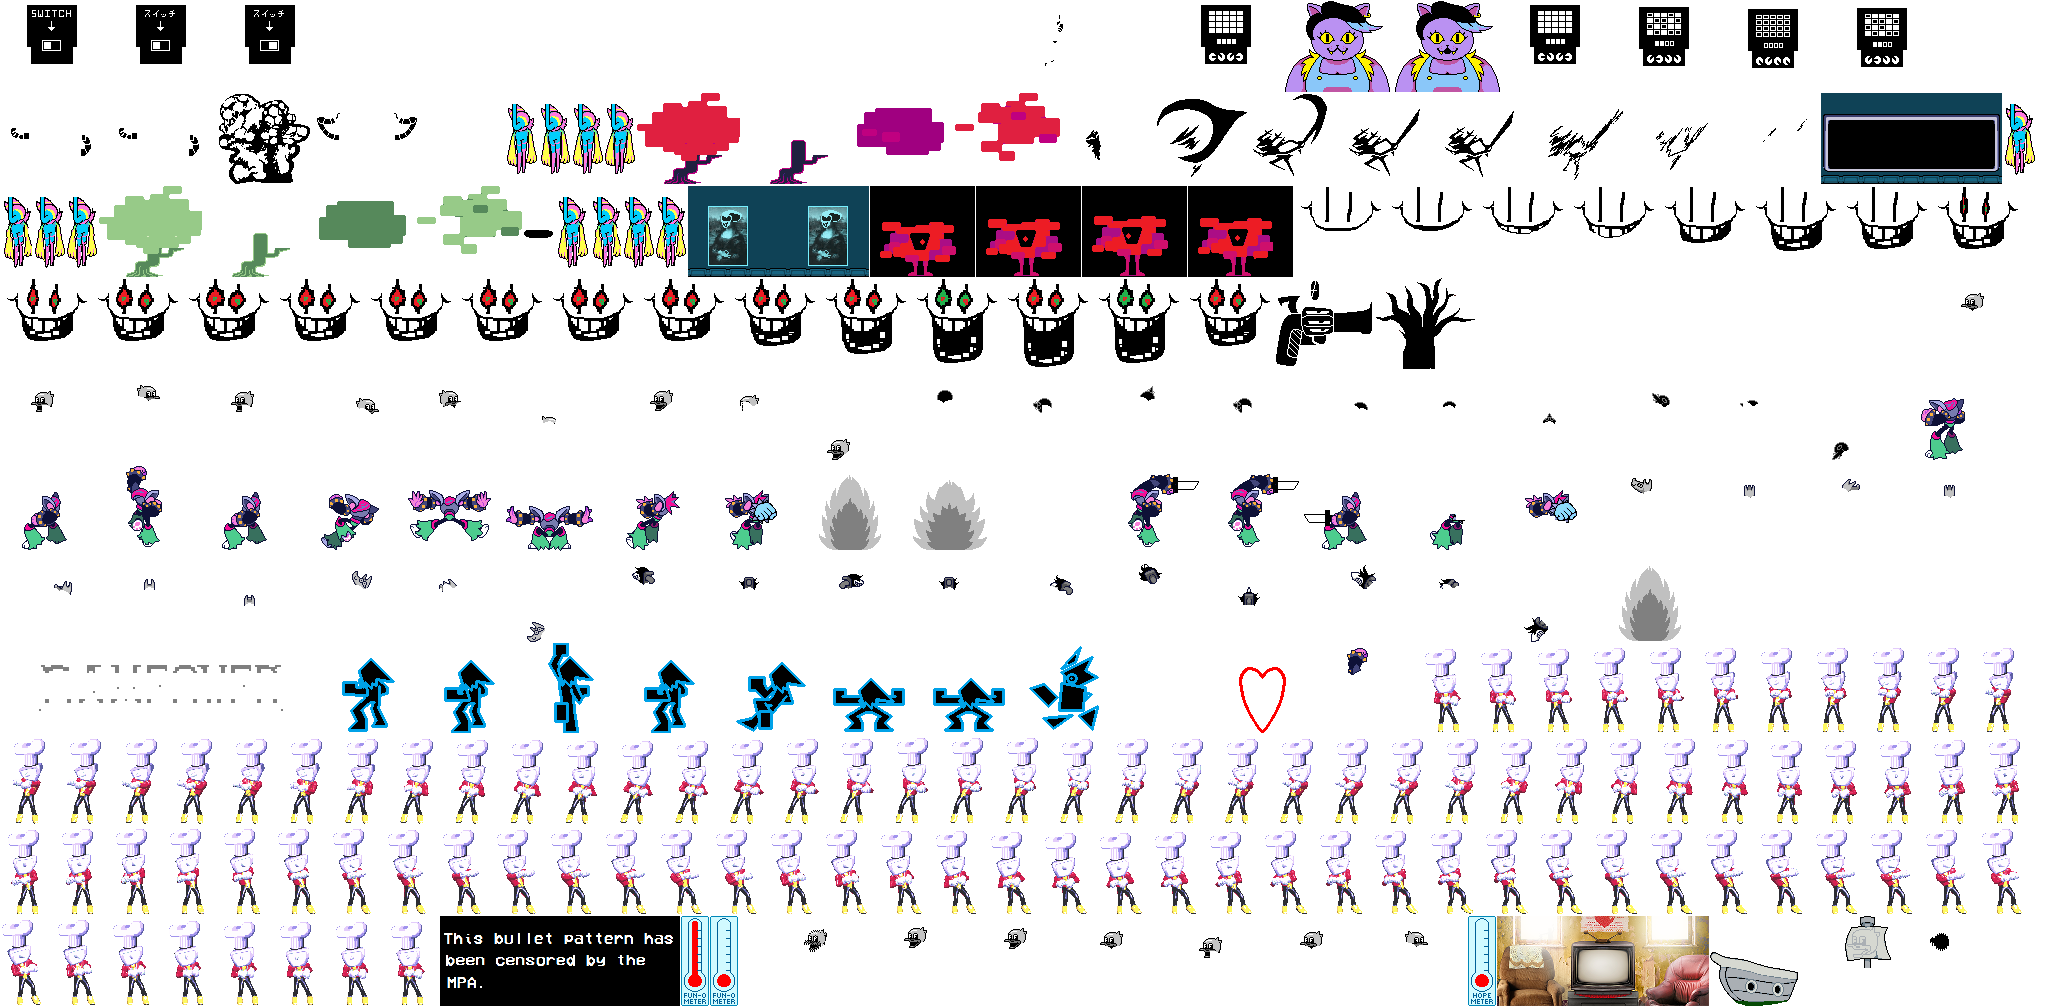 SWITCH
スイッチ
スイッチ
This bullet pattern has
been censored by the
MPA.
FUN-O
METER
FUN-O
METER
HOPE
METER